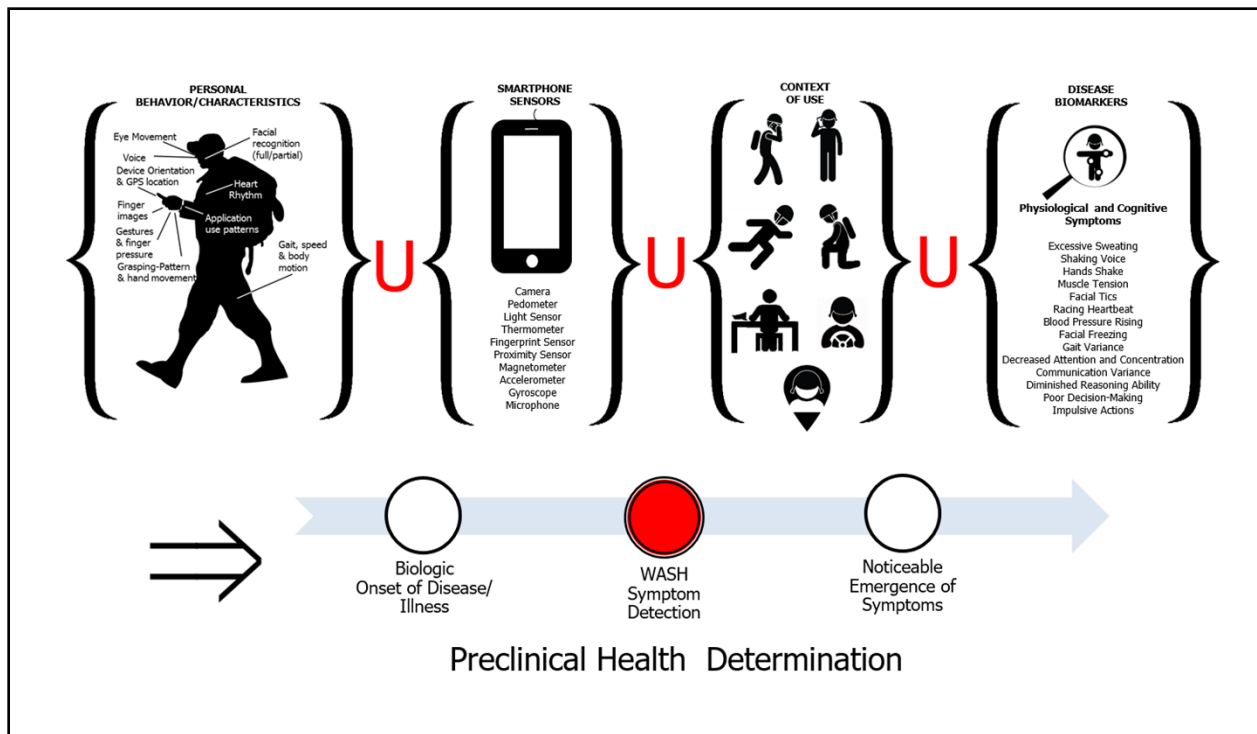 PERSONAL
BEHAVIOR/CHARACTERISTICS
Eye Movement
Facial
recognition
(full/partial)
Voice
Device Orientation
& GPS location
Heart
Rhythm
Finger
images
Application
use patterns
Gestures
& finger
pressure
Gait, speed
& body
motion
Grasping-Pattern
& hand movement
U
SMARTPHONE
SENSORS
Camera
Pedometer
Light Sensor
Thermometer
Fingerprint Sensor
Proximity Sensor
Magnetometer
Accelerometer
Gyroscope
Microphone
U
CONTEXT
OF USE
U
DISEASE
BIOMARKERS
Physiological and Cognitive
Symptoms
Excessive Sweating
Shaking Voice
Hands Shake
Muscle Tension
Facial Tics
Racing Heartbeat
Blood Pressure Rising
Facial Freezing
Gait Variance
Decreased Attention and Concentration
Communication Variance
Diminished Reasoning Ability
Poor Decision-Making
Impulsive Actions
Biologic
Onset of Disease/
Illness
WASH
Symptom
Detection
Noticeable
Emergence of
Symptoms
Preclinical Health Determination